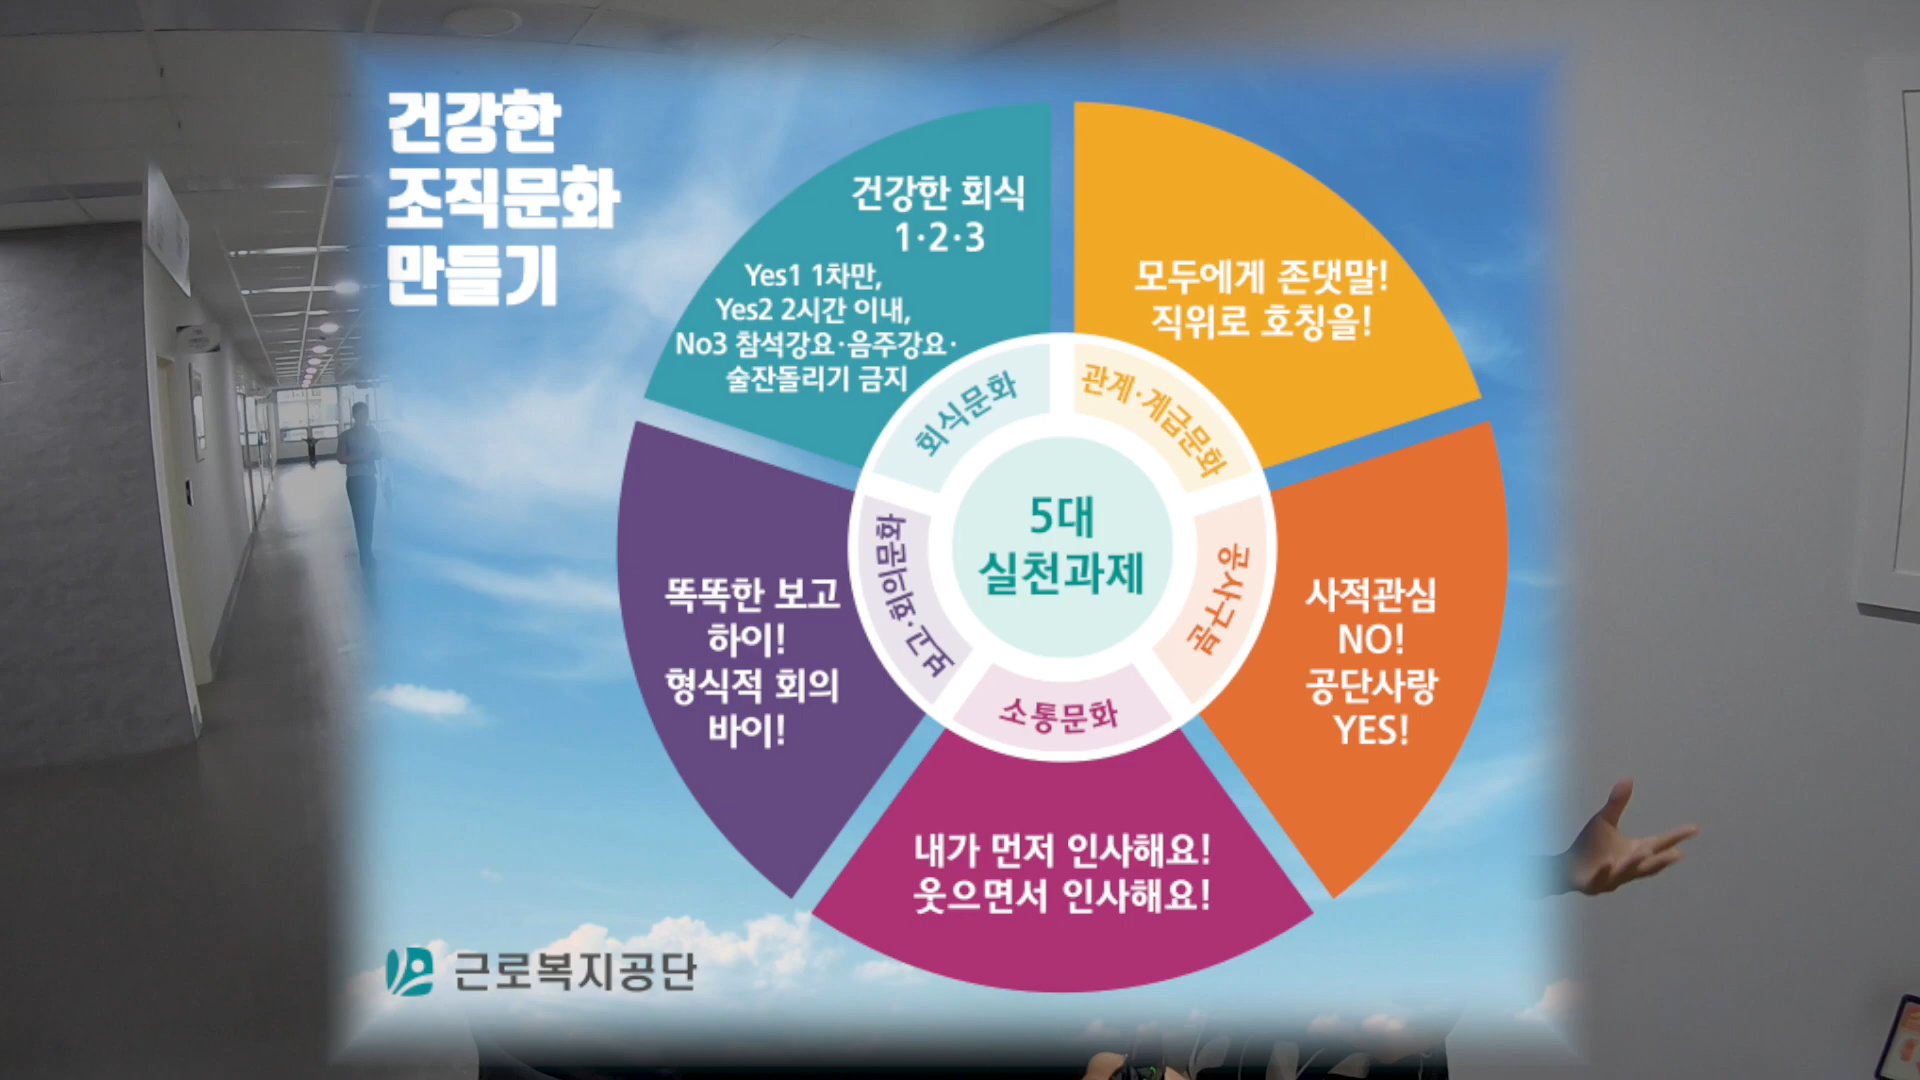 건강한
조직문화
만들기
건강한 회식
1·2·3
Yes1 1차만,
Yes2 2시간 이내,
No3 참석강요·음주강요·
술잔돌리기 금지
회식문화
모두에게 존댓말!
직위로 호칭을!
관계·계급문화
사적관심
NO!
공단사랑
YES!
공사구분
내가 먼저 인사해요!
웃으면서 인사해요!
소통문화
똑똑한 보고
하이!
형식적 회의
바이!
보고·회의문화
5대
실천과제
근로복지공단